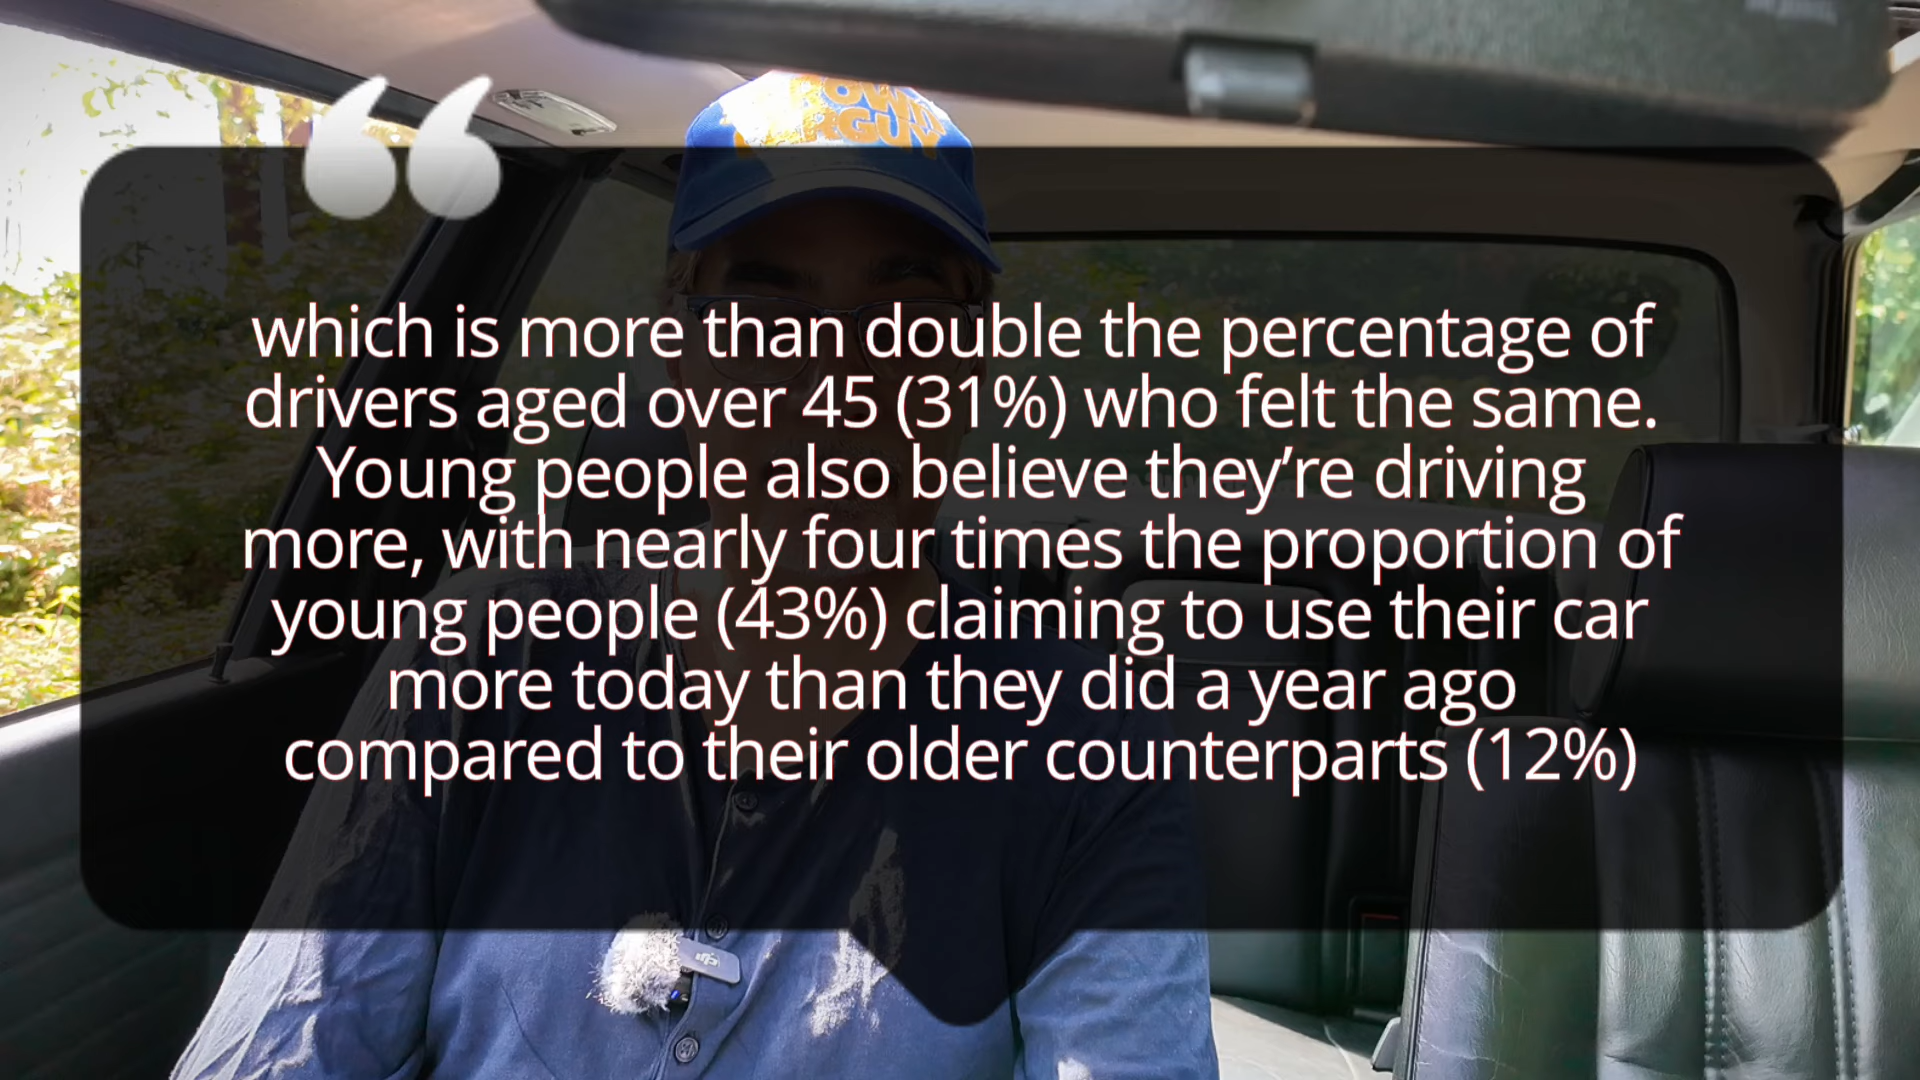 which is more than double the percentage of
drivers aged over 45 (31%) who felt the same.
Young people also believe they’re driving
more, with nearly four times the proportion of
young people (43%) claiming to use their car
more today than they did a year ago
compared to their older counterparts (12%)
dji